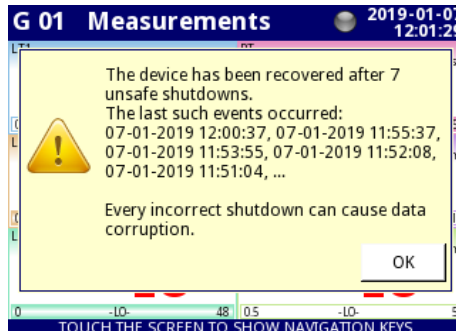 G 01 Measurements
2019-01-07
12:01:29
The device has been recovered after 7
unsafe shutdowns.
The last such events occurred:
07-01-2019 12:00:37, 07-01-2019 11:55:37,
07-01-2019 11:53:55, 07-01-2019 11:52:08,
07-01-2019 11:51:04, ...
Every incorrect shutdown can cause data
corruption.
OK
0 -LO- 48 0.5 -LO- 5
TOUCH THE SCREEN TO SHOW NAVIGATION KEYS